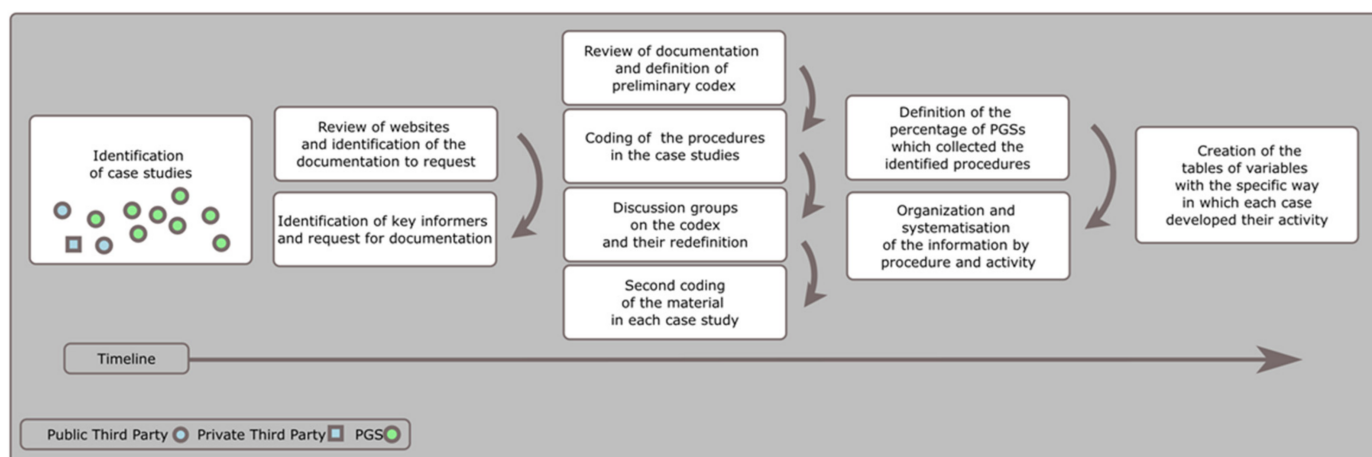 Identification
of case studies
Review of websites
and identification of the
documentation to request
Identification of key informers
and request for documentation
Review of documentation
and definition of
preliminary codex
Coding of the procedures
in the case studies
Discussion groups
on the codex
and their redefinition
Second coding
of the material
in each case study
Definition of the
percentage of PGSs
which collected the
identified procedures
Organization and
systematisation
of the information by
procedure and activity
Creation of the
tables of variables
with the specific way
in which each case
developed their activity
Timeline
Public Third Party Private Third Party PGS